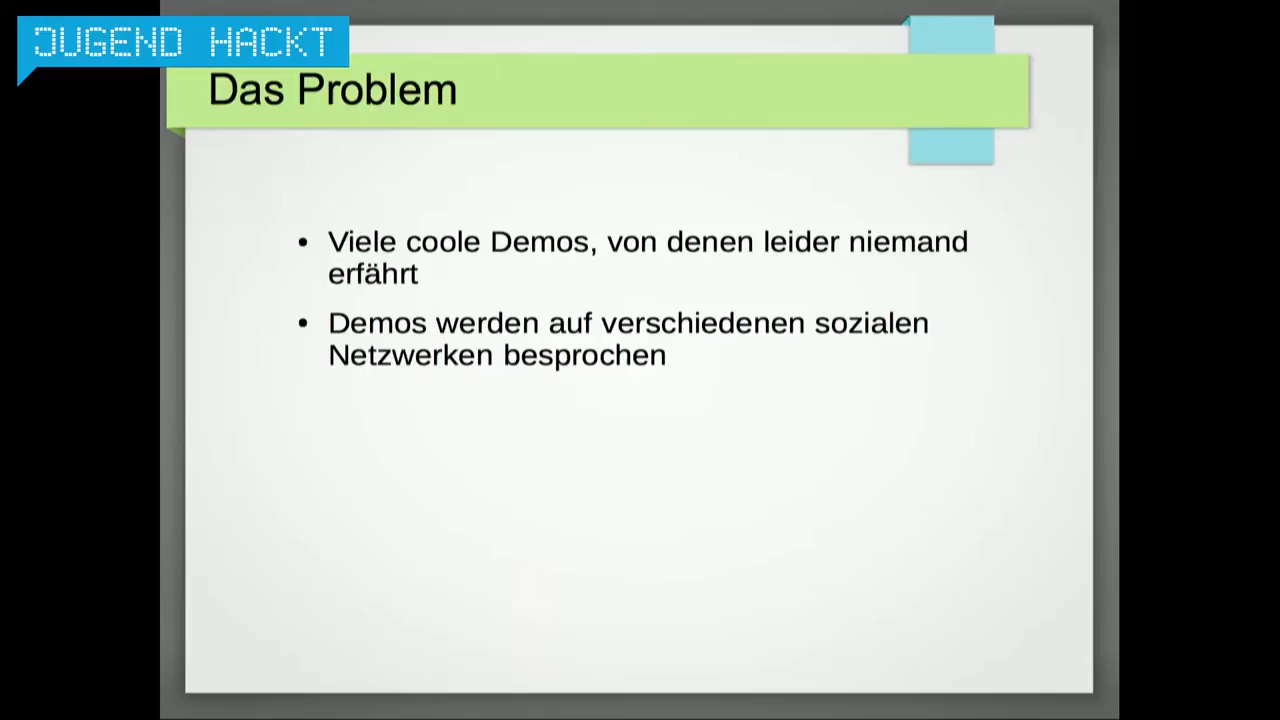 JUGEND HACKT
Das Problem
• Viele coole Demos, von denen leider niemand
erfährt
• Demos werden auf verschiedenen sozialen
Netzwerken besprochen